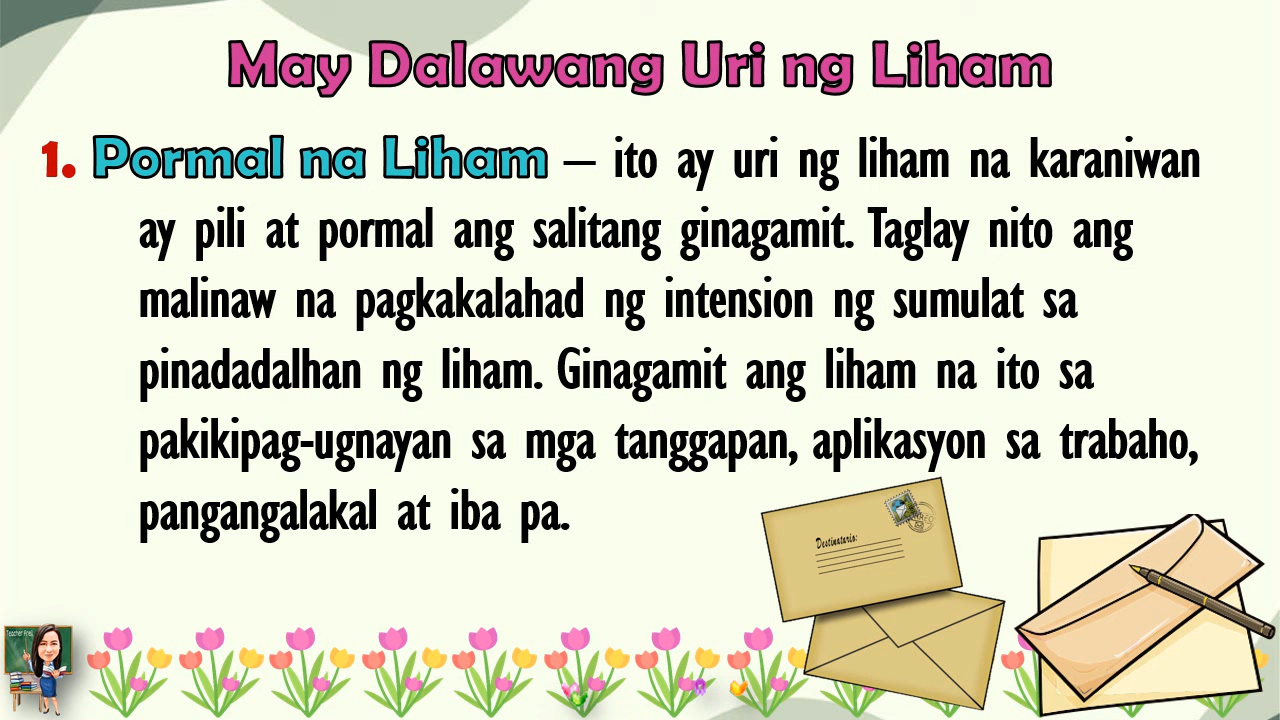 May Dalawang Uri ng Liham
1. Pormal na Liham – ito ay uri ng liham na karaniwan
ay pili at pormal ang salitang ginagamit. Taglay nito ang
malinaw na pagkakalahad ng intension ng sumulat sa
pinadadalhan ng liham. Ginagamit ang liham na ito sa
pakikipag-ugnayan sa mga tanggapan, aplikasyon sa trabaho,
pangangalakal at iba pa.
Destinatario:
Teacher